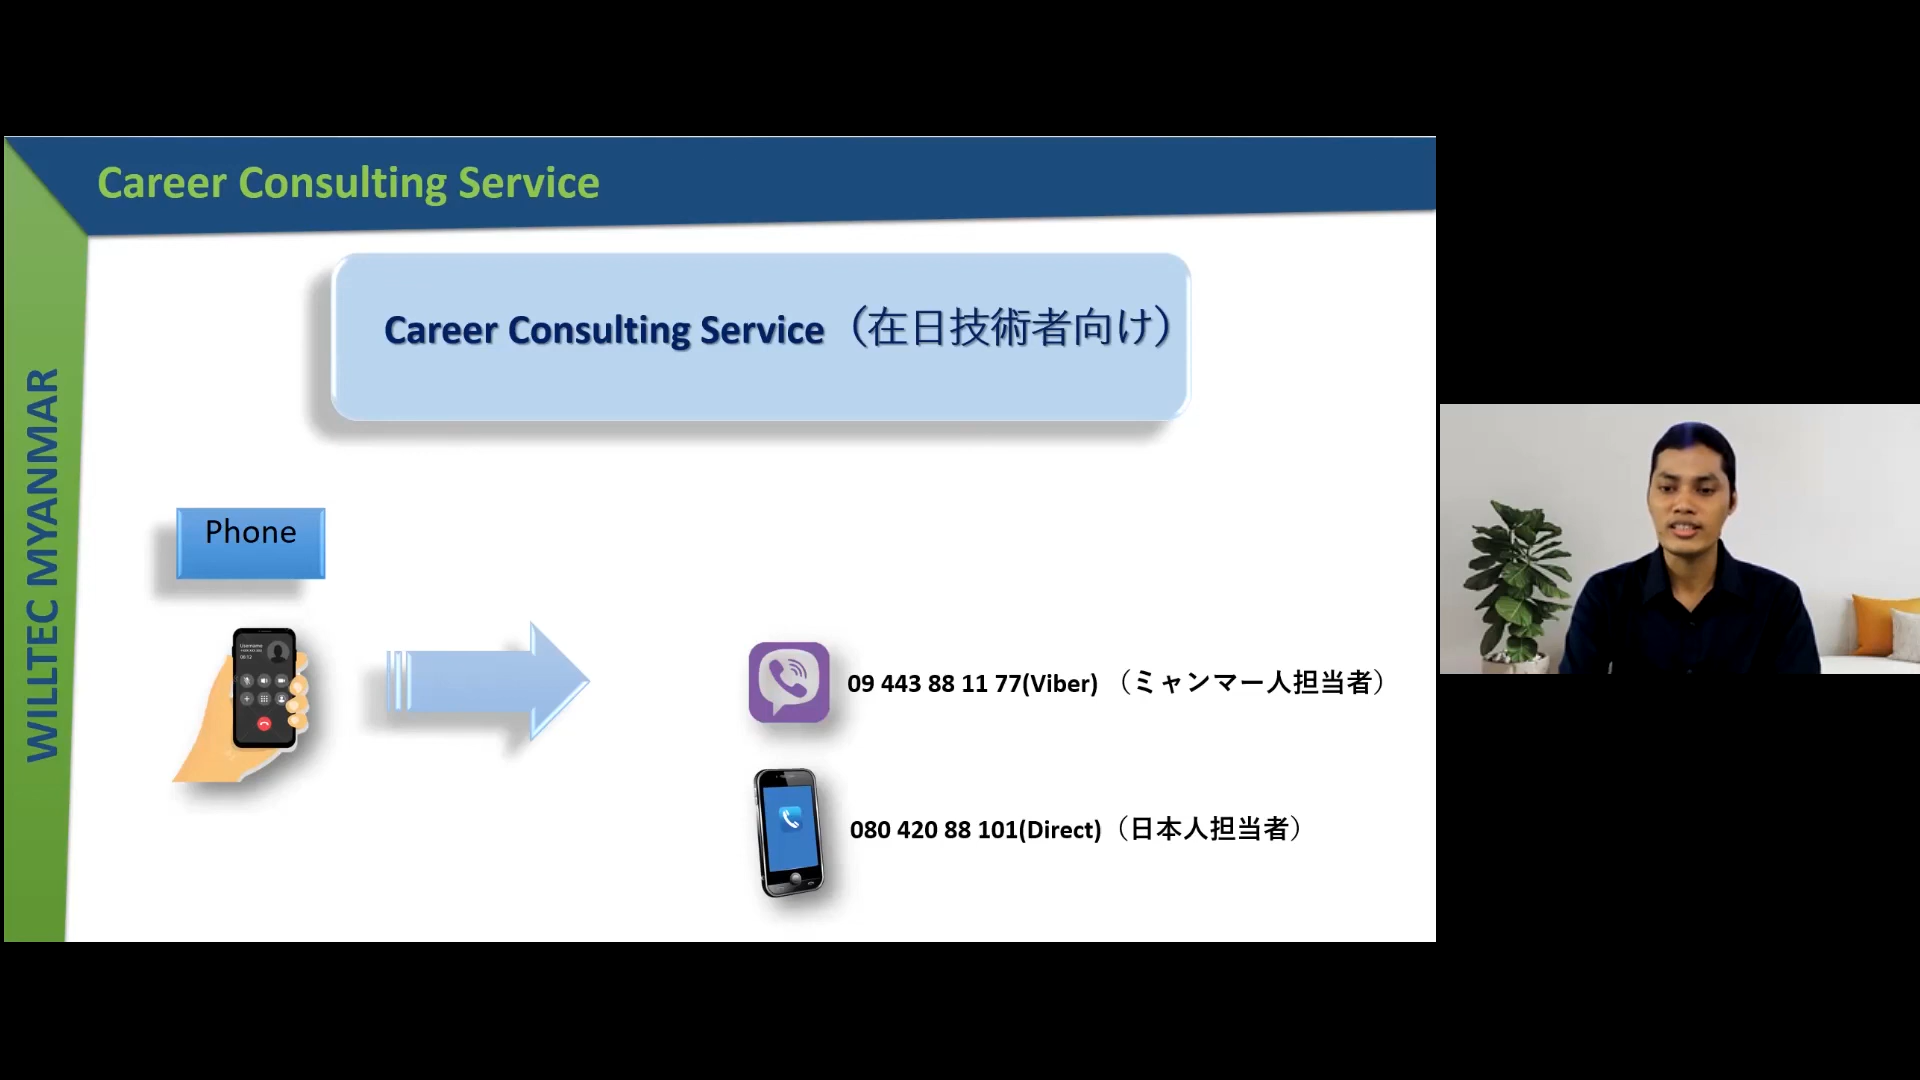 Career Consulting Service
Career Consulting Service（在日技術者向け）
WILLTEC MYANMAR
Phone
Username
09 443 88 11 77(Viber) （ミャンマー人担当者）
080 420 88 101(Direct)（日本人担当者）